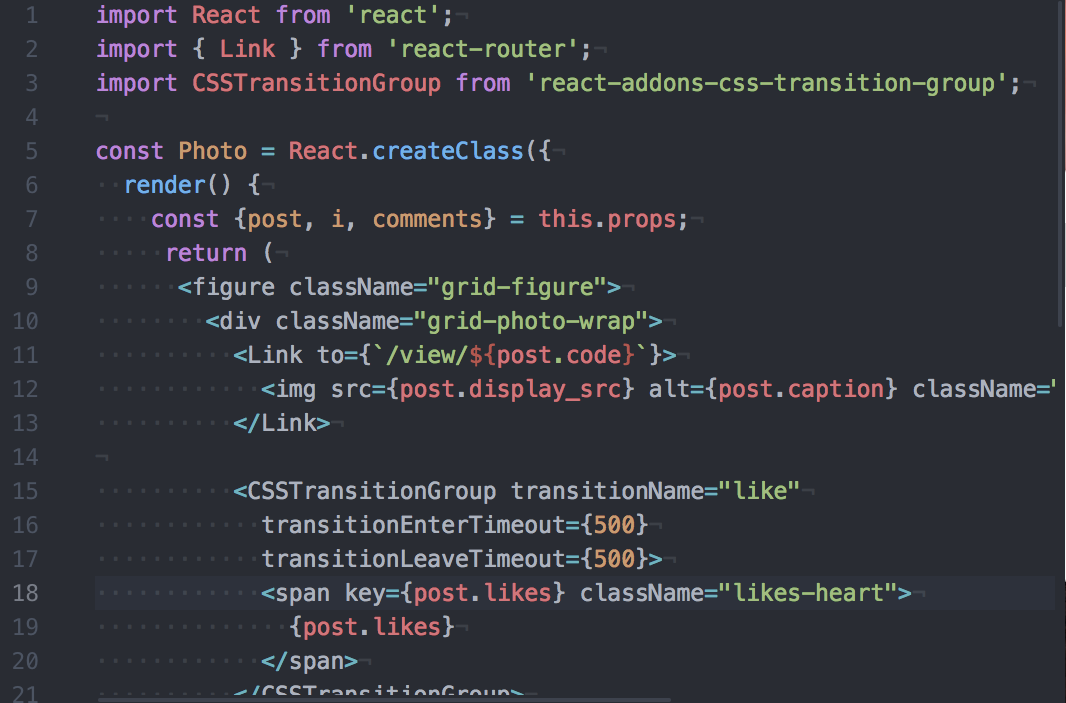 1 import React from 'react';¬
2 import { Link } from 'react-router';¬
3 import CSSTransitionGroup from 'react-addons-css-transition-group';¬
4 ¬
5 const Photo = React.createClass({¬
6 ··render() {¬
7 ····const {post, i, comments} = this.props;¬
8 ·····return (¬
9 ······<figure className="grid-figure">¬
10 ········<div className="grid-photo-wrap">¬
11 ··········<Link to={`/view/${post.code}`}>¬
12 ············<img src={post.display_src} alt={post.caption} className="
13 ··········</Link>¬
14 ¬
15 ··········<CSSTransitionGroup transitionName="like"¬
16 ············transitionEnterTimeout={500}¬
17 ············transitionLeaveTimeout={500}>¬
18 ············<span key={post.likes} className="likes-heart">¬
19 ··············{post.likes}¬
20 ············</span>¬
21 ··········</CSSTransitionGroup>¬